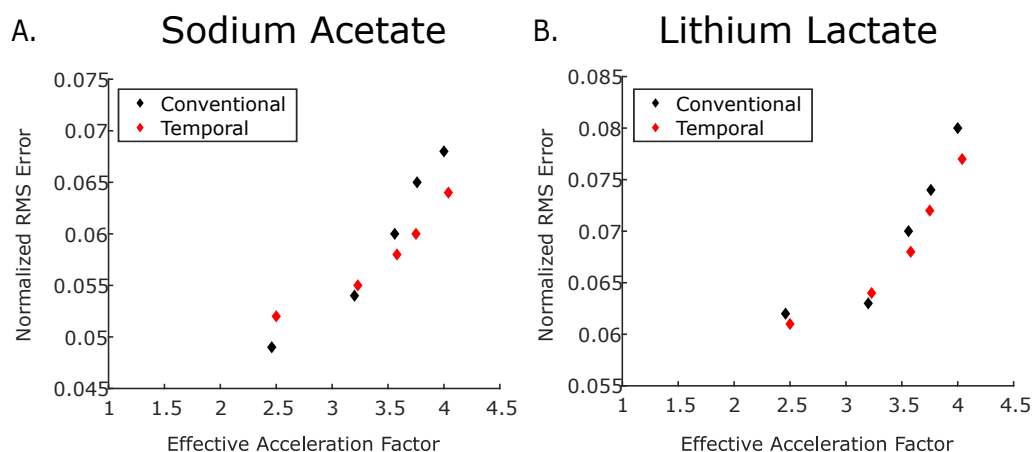 A.
Sodium Acetate
Normalized RMS Error
0.075
0.07
0.065
0.06
0.055
0.05
0.045
Conventional
Temporal
1 1.5 2 2.5 3 3.5 4 4.5
Effective Acceleration Factor
B.
Lithium Lactate
Normalized RMS Error
0.085
0.08
0.075
0.07
0.065
0.06
0.055
Conventional
Temporal
1 1.5 2 2.5 3 3.5 4 4.5
Effective Acceleration Factor